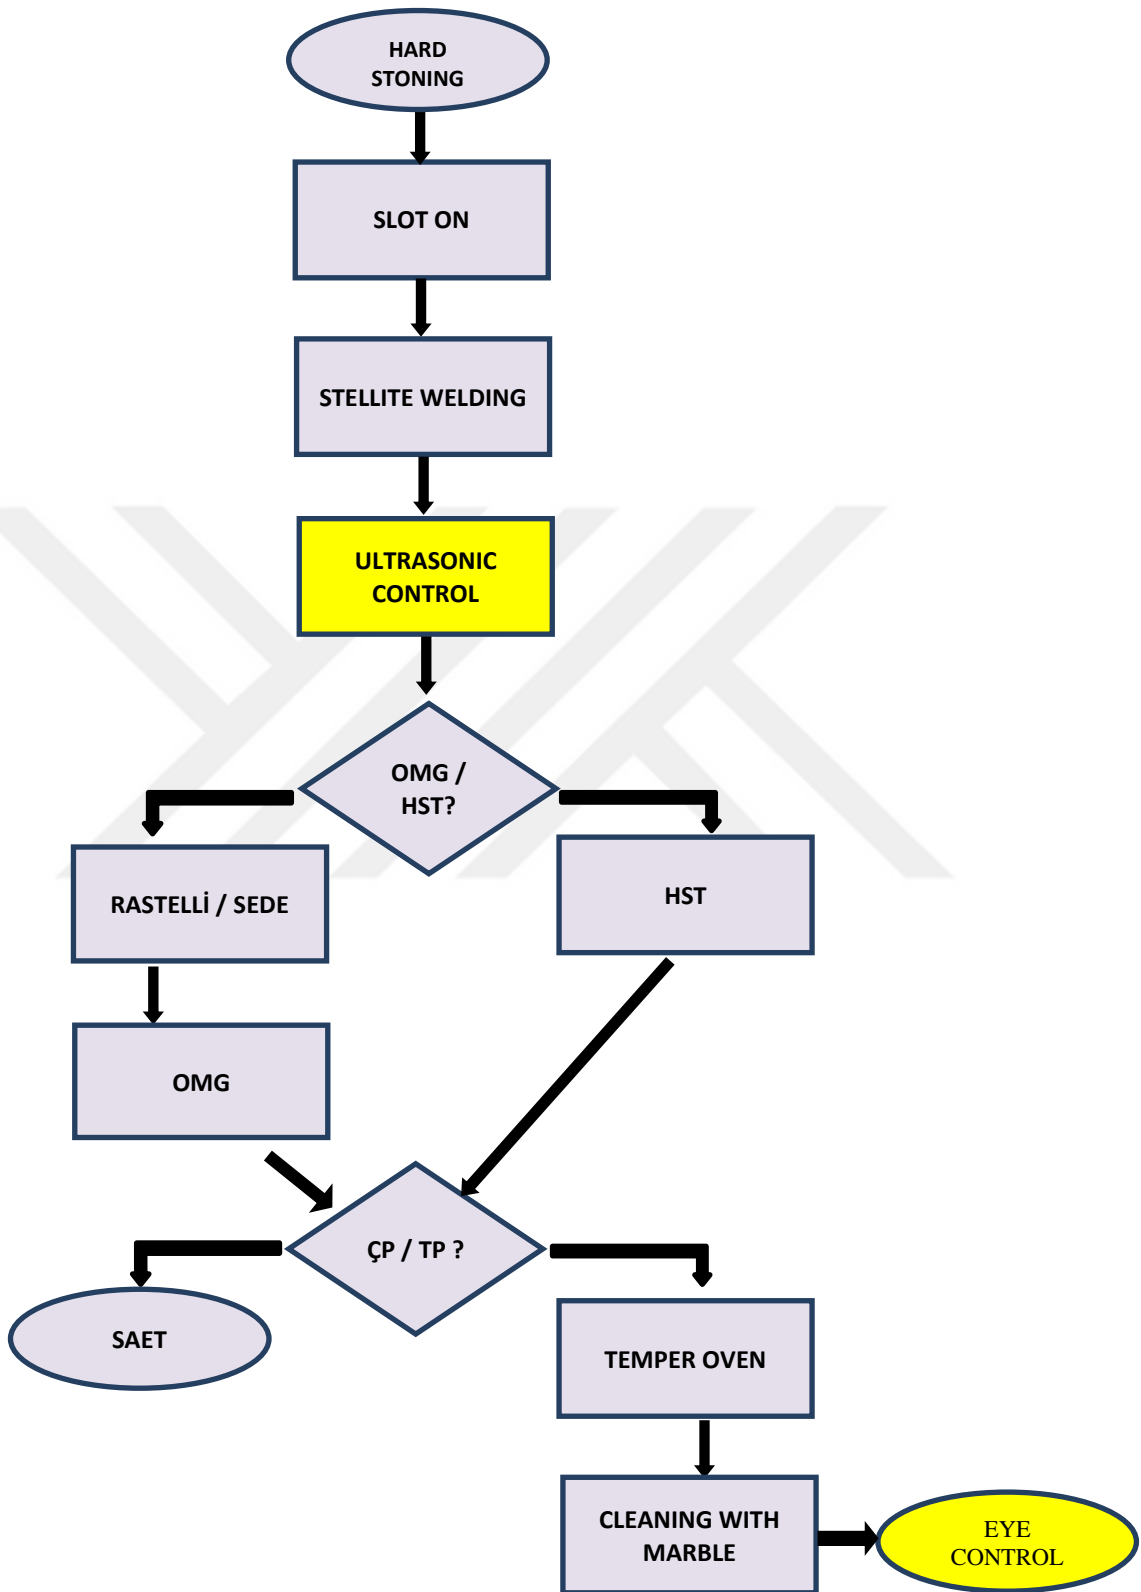 HARD
STONING
SLOT ON
STELLITE WELDING
ULTRASONIC
CONTROL
OMG /
HST?
RASTELLİ / SEDE
HST
OMG
ÇP / TP ?
SAET
TEMPER OVEN
CLEANING WITH
MARBLE
EYE
CONTROL